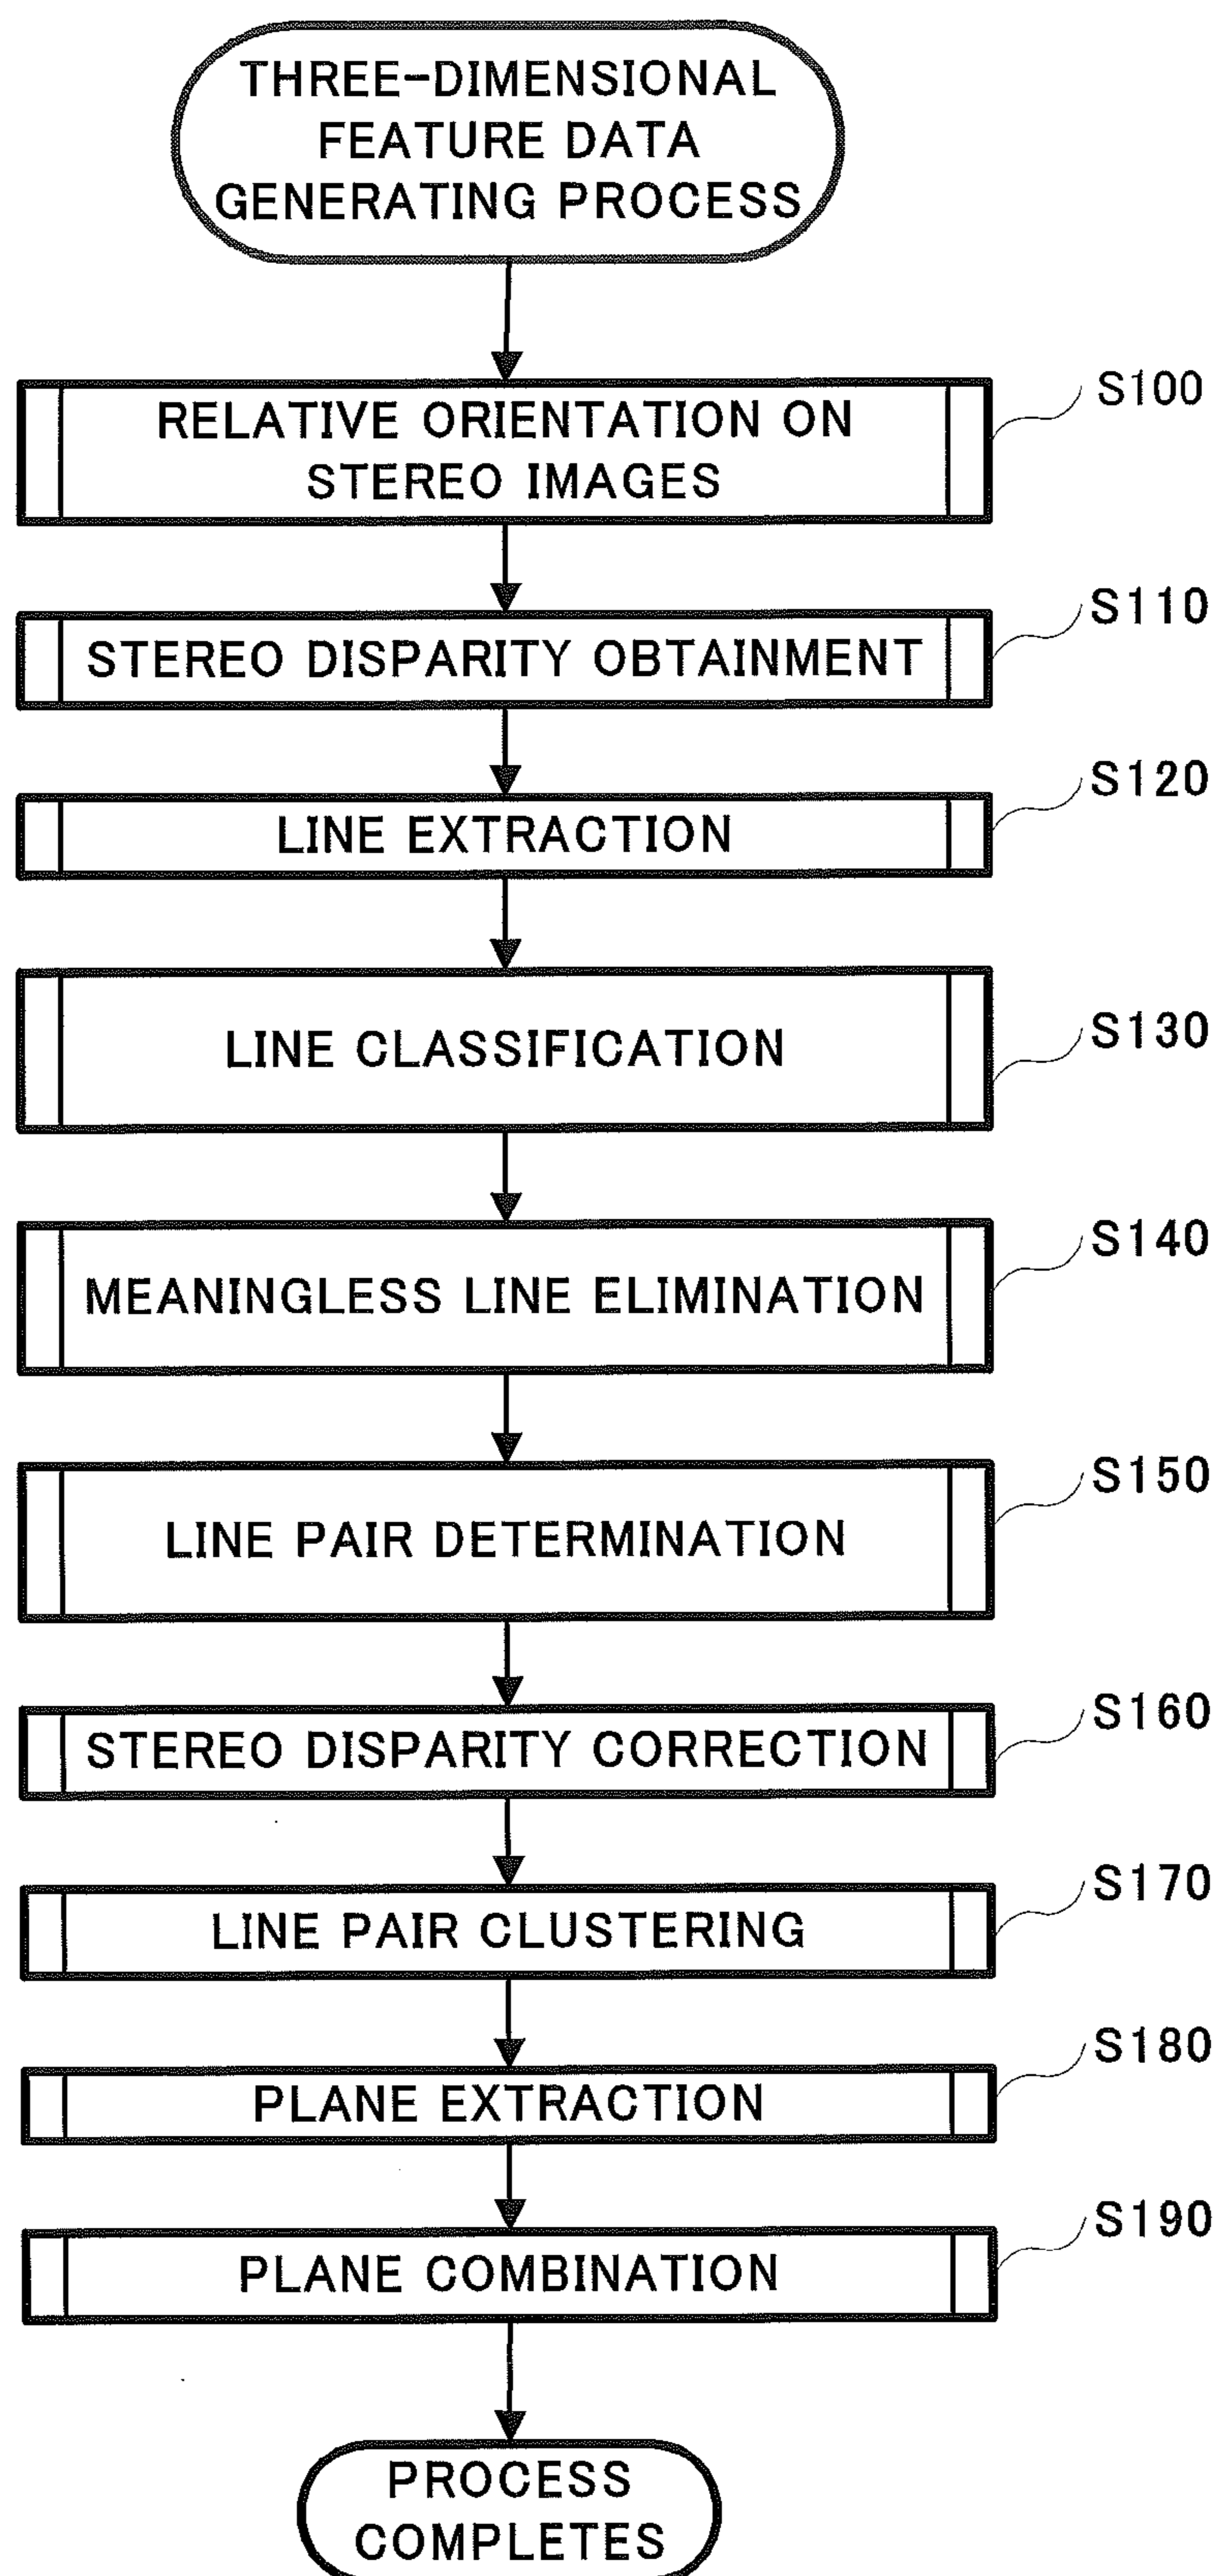 THREE-DIMENSIONAL
FEATURE DATA
GENERATING PROCESS
RELATIVE ORIENTATION ON
STEREO IMAGES
S100
STEREO DISPARITY OBTAINMENT
S110
LINE EXTRACTION
S120
LINE CLASSIFICATION
S130
MEANINGLESS LINE ELIMINATION
S140
LINE PAIR DETERMINATION
S150
STEREO DISPARITY CORRECTION
S160
LINE PAIR CLUSTERING
S170
PLANE EXTRACTION
S180
PLANE COMBINATION
S190
PROCESS
COMPLETES